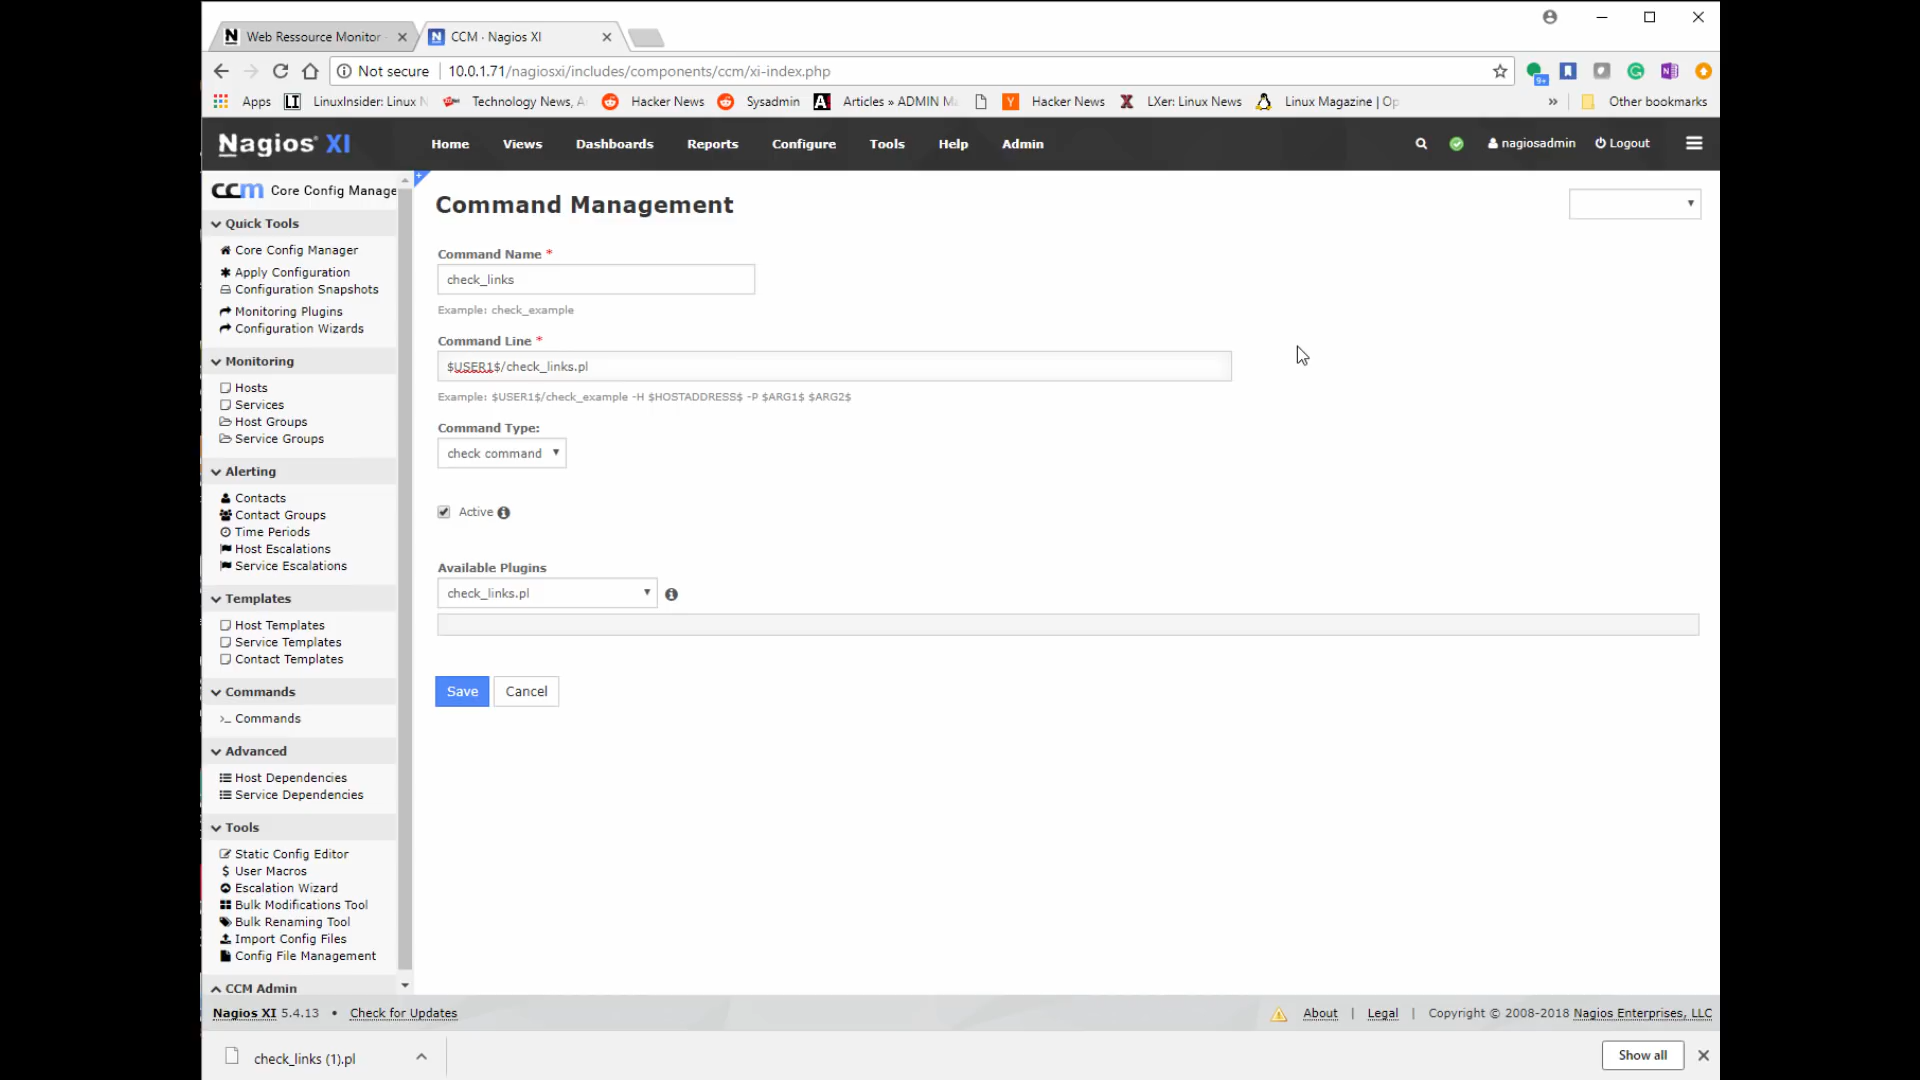 Web Ressource Monitor
CCM · Nagios XI
Not secure
10.0.1.71/nagiosxi/includes/components/ccm/xi-index.php
9+
Apps
LinuxInsider: Linux N
Technology News, A
Hacker News
Sysadmin
Articles » ADMIN Ma
Hacker News
LXer: Linux News
Linux Magazine | Op
»
Other bookmarks
Nagios® XI
Home
Views
Dashboards
Reports
Configure
Tools
Help
Admin
nagiosadmin
Logout
ccm Core Config Manage
Quick Tools
Core Config Manager
Apply Configuration
Configuration Snapshots
Monitoring Plugins
Configuration Wizards
Monitoring
Hosts
Services
Host Groups
Service Groups
Alerting
Contacts
Contact Groups
Time Periods
Host Escalations
Service Escalations
Templates
Host Templates
Service Templates
Contact Templates
Commands
>_ Commands
Advanced
Host Dependencies
Service Dependencies
Tools
Static Config Editor
$ User Macros
Escalation Wizard
Bulk Modifications Tool
Bulk Renaming Tool
Import Config Files
Config File Management
CCM Admin
Command Management
Command Name *
check_links
Example: check_example
Command Line *
$USER1$/check_links.pl
Example: $USER1$/check_example -H $HOSTADDRESS$ -P $ARG1$ $ARG2$
Command Type:
check command
Active
Available Plugins
check_links.pl
Save
Cancel
Nagios XI 5.4.13 • Check for Updates
About | Legal | Copyright © 2008-2018 Nagios Enterprises, LLC
check_links (1).pl
Show all